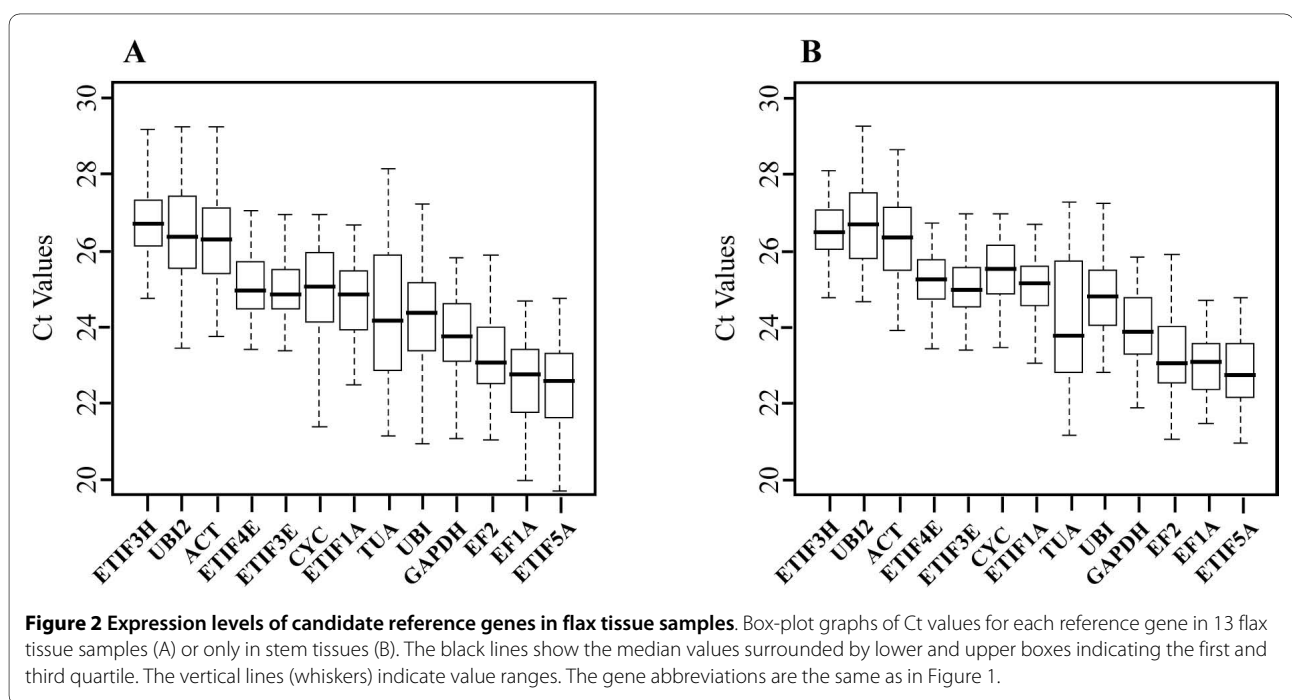 A
30
28
26
24
22
20
Ct Values
ETIF3H
UBI2
ACT
ETIF4E
ETIF3E
CYC
ETIF1A
TUA
UBI
GAPDH
EF2
EF1A
ETIF5A
B
30
28
26
24
22
20
Ct Values
ETIF3H
UBI2
ACT
ETIF4E
ETIF3E
CYC
ETIF1A
TUA
UBI
GAPDH
EF2
EF1A
ETIF5A
Figure 2 Expression levels of candidate reference genes in flax tissue samples. Box-plot graphs of Ct values for each reference gene in 13 flax
tissue samples (A) or only in stem tissues (B). The black lines show the median values surrounded by lower and upper boxes indicating the first and
third quartile. The vertical lines (whiskers) indicate value ranges. The gene abbreviations are the same as in Figure 1.